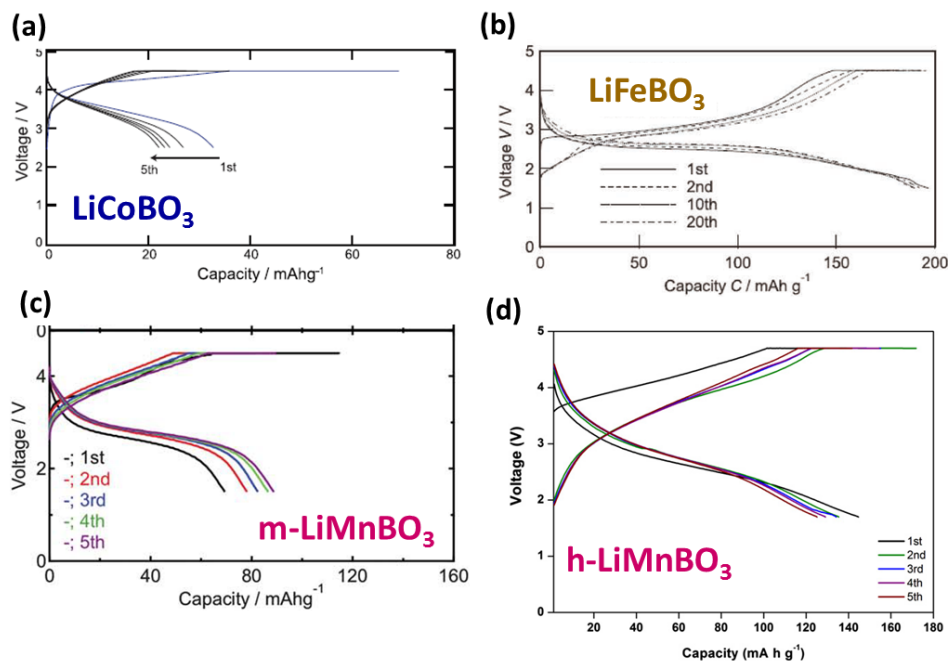 (a)
5
4
3
2
1
0
Voltage / V
5th
1st
LiCoBO3
0
20
40
60
80
Capacity / mAhg-1
(b)
5
4
3
2
1
0
Voltage V / V
LiFeBO3
1st
2nd
10th
20th
0
50
100
150
200
Capacity C / mAh g-1
(c)
0
4
2
0
Voltage / V
-; 1st
-; 2nd
-; 3rd
-; 4th
-; 5th
m-LiMnBO3
0
40
80
120
160
Capacity / mAhg-1
(d)
5
4
3
2
1
0
Voltage (V)
h-LiMnBO3
1st
2nd
3rd
4th
5th
20
40
60
80
100
120
140
160
180
Capacity (mA h g-1)